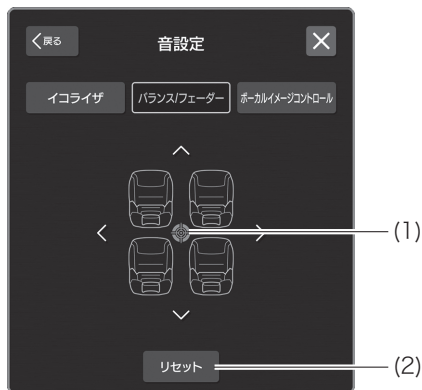 戻る
音設定
イコライザ
バランス/フェーダー
ボーカルイメージコントロール
(1)
リセット
(2)